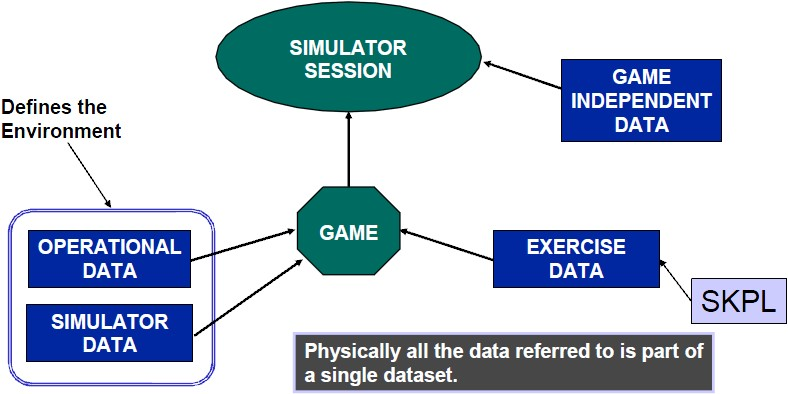 SIMULATOR
SESSION
GAME
INDEPENDENT
DATA
Defines the
Environment
OPERATIONAL
DATA
SIMULATOR
DATA
GAME
EXERCISE
DATA
SKPL
Physically all the data referred to is part of
a single dataset.